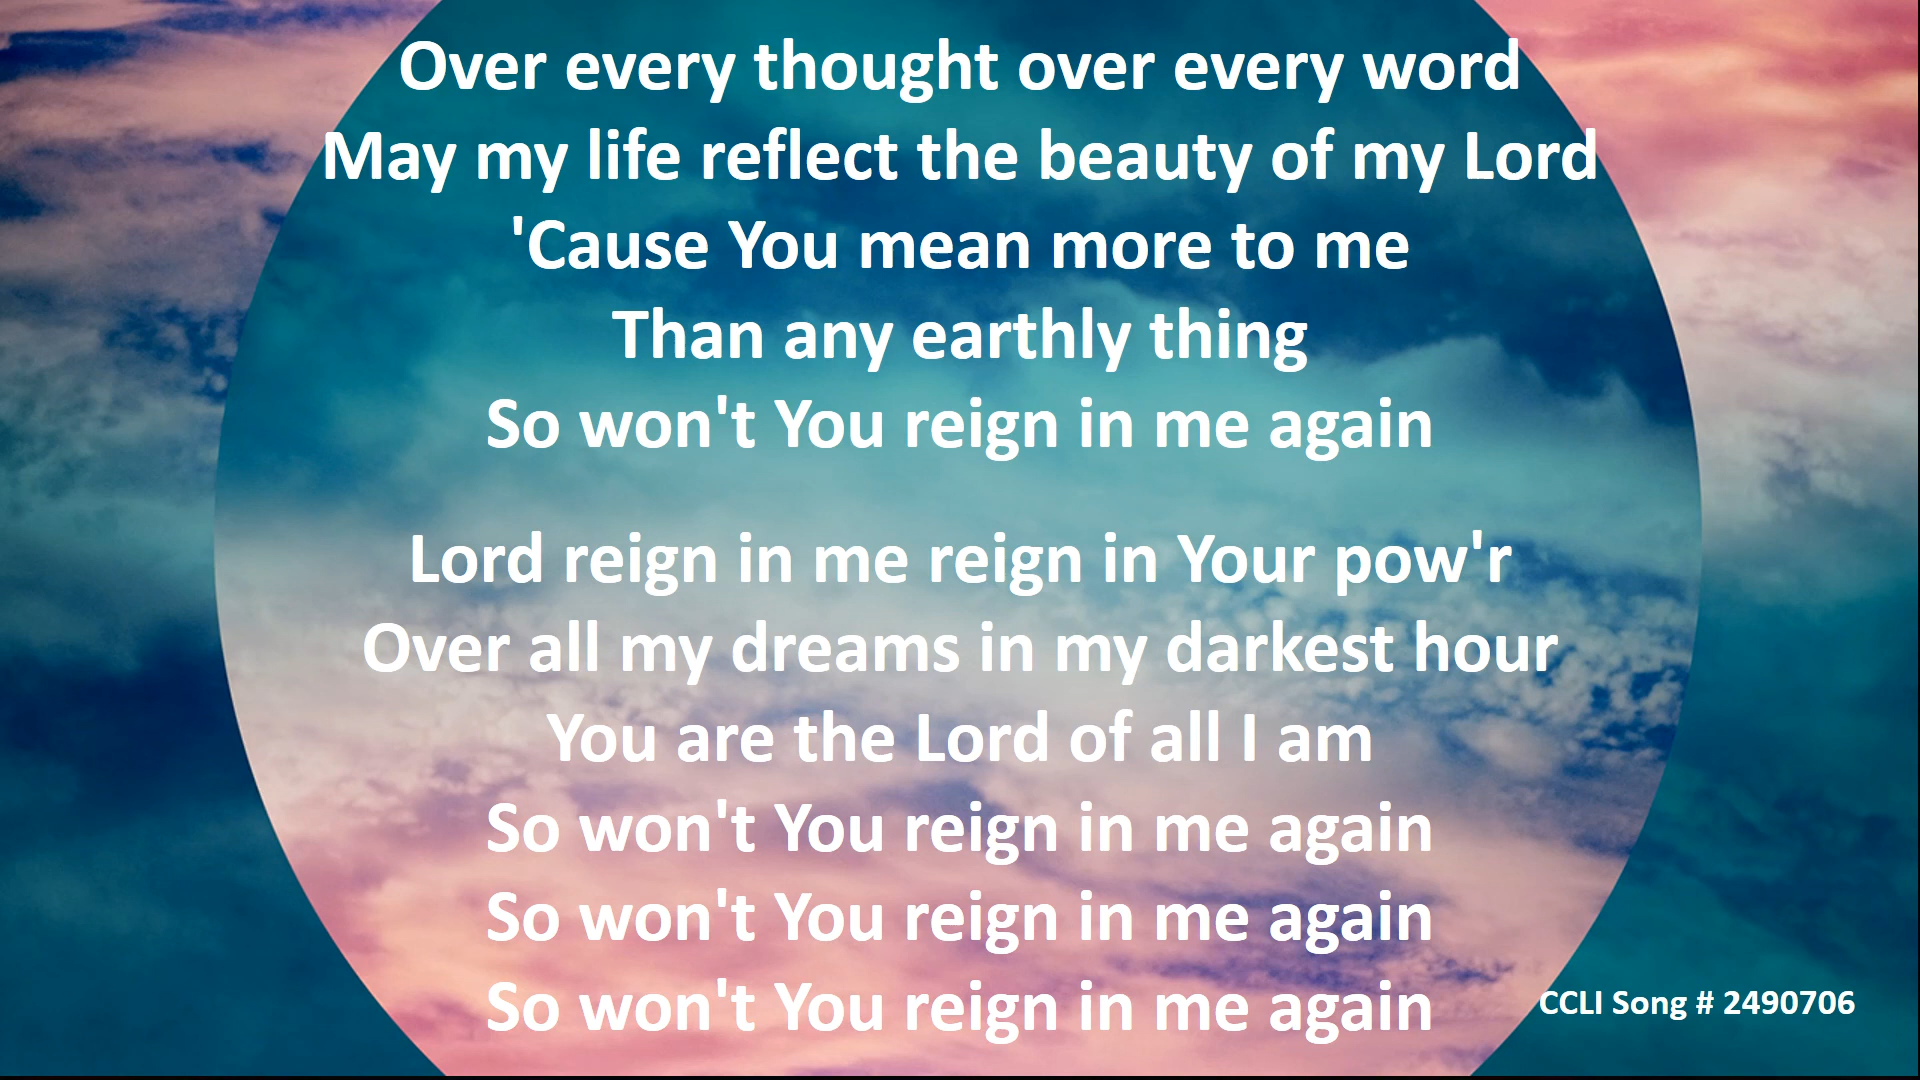 Over every thought over every word
May my life reflect the beauty of my Lord
'Cause You mean more to me
Than any earthly thing
So won't You reign in me again
Lord reign in me reign in Your pow'r
Over all my dreams in my darkest hour
You are the Lord of all I am
So won't You reign in me again
So won't You reign in me again
So won't You reign in me again
CCLI Song # 2490706